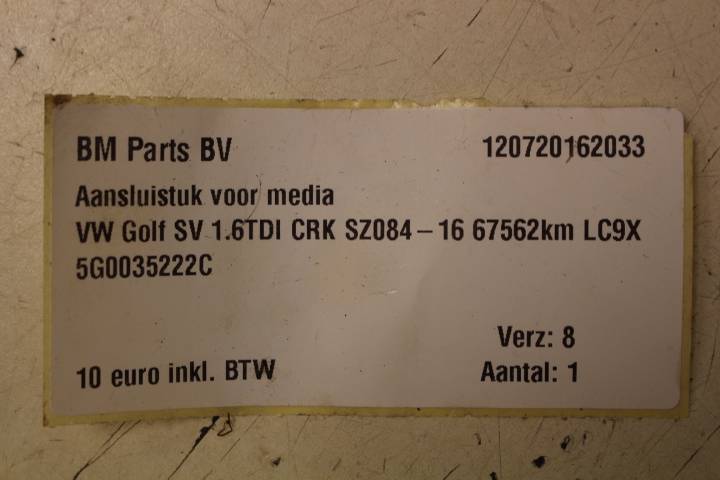 BM Parts BV 120720162033
Aansluistuk voor media
VW Golf SV 1.6TDI CRK SZ084-16 67562km LC9X
5G0035222C
Verz: 8
10 euro inkl. BTW Aantal: 1